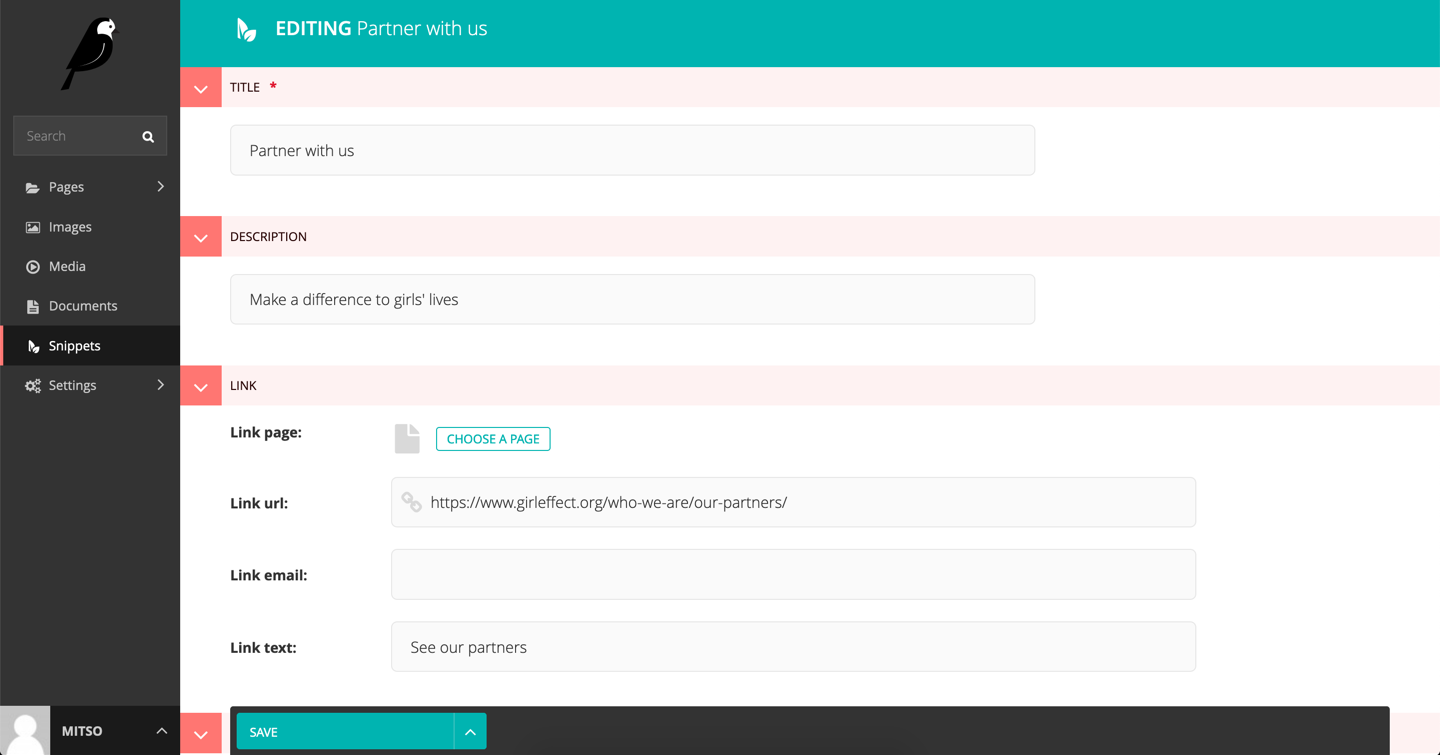 EDITING Partner with us
Search
Pages
Images
Media
Documents
Snippets
Settings
MITSO
TITLE *
Partner with us
DESCRIPTION
Make a difference to girls' lives
LINK
Link page:
CHOOSE A PAGE
Link url:
https://www.girleffect.org/who-we-are/our-partners/
Link email:
Link text:
See our partners
SAVE